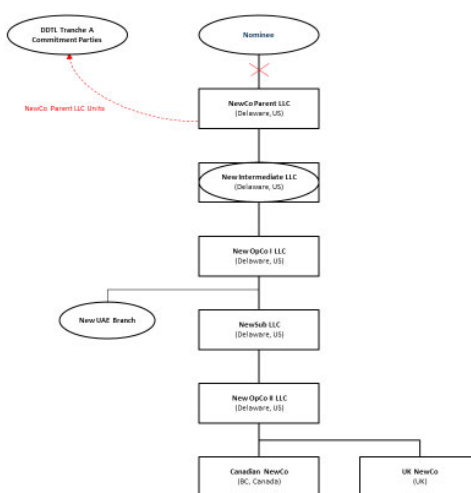 DDTL Tranche A
Commitment Parties
Nominee
NewCo Parent LLC Units
NewCo Parent LLC
(Delaware, US)
New Intermediate LLC
(Delaware, US)
New OpCo I LLC
(Delaware, US)
New UAE Branch
NewSub LLC
(Delaware, US)
New OpCo II LLC
(Delaware, US)
Canadian NewCo
(BC, Canada)
UK NewCo
(UK)